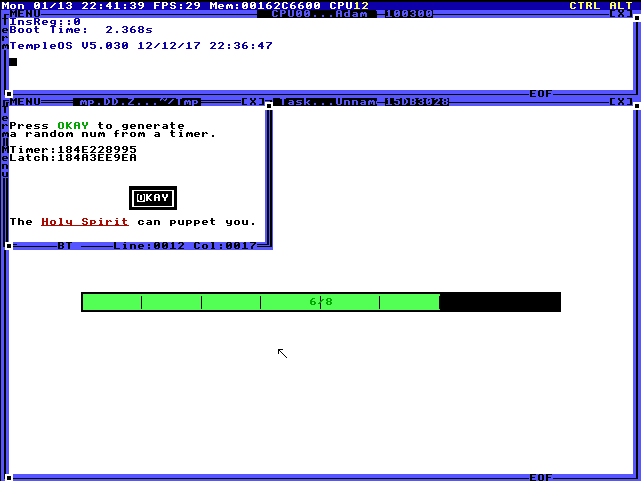 Mon 01/13 22:41:39 FPS:29 Mem:00162C6600 CPU12 CTRL ALT
MENU CPU00...Adam 100300 [X]
InsReg::0
Boot Time: 2.368s
TempleOS V5.030 12/12/17 22:36:47
EOF
MENU mp.DD.Z...~/Tmp [X]
Task...Unnam 15DB3028 [X]
Press OKAY to generate
a random num from a timer.
Timer:184E228995
Latch:184A3EE9EA
OKAY
The Holy Spirit can puppet you.
BT Line:0012 Col:0017
6/8
EOF